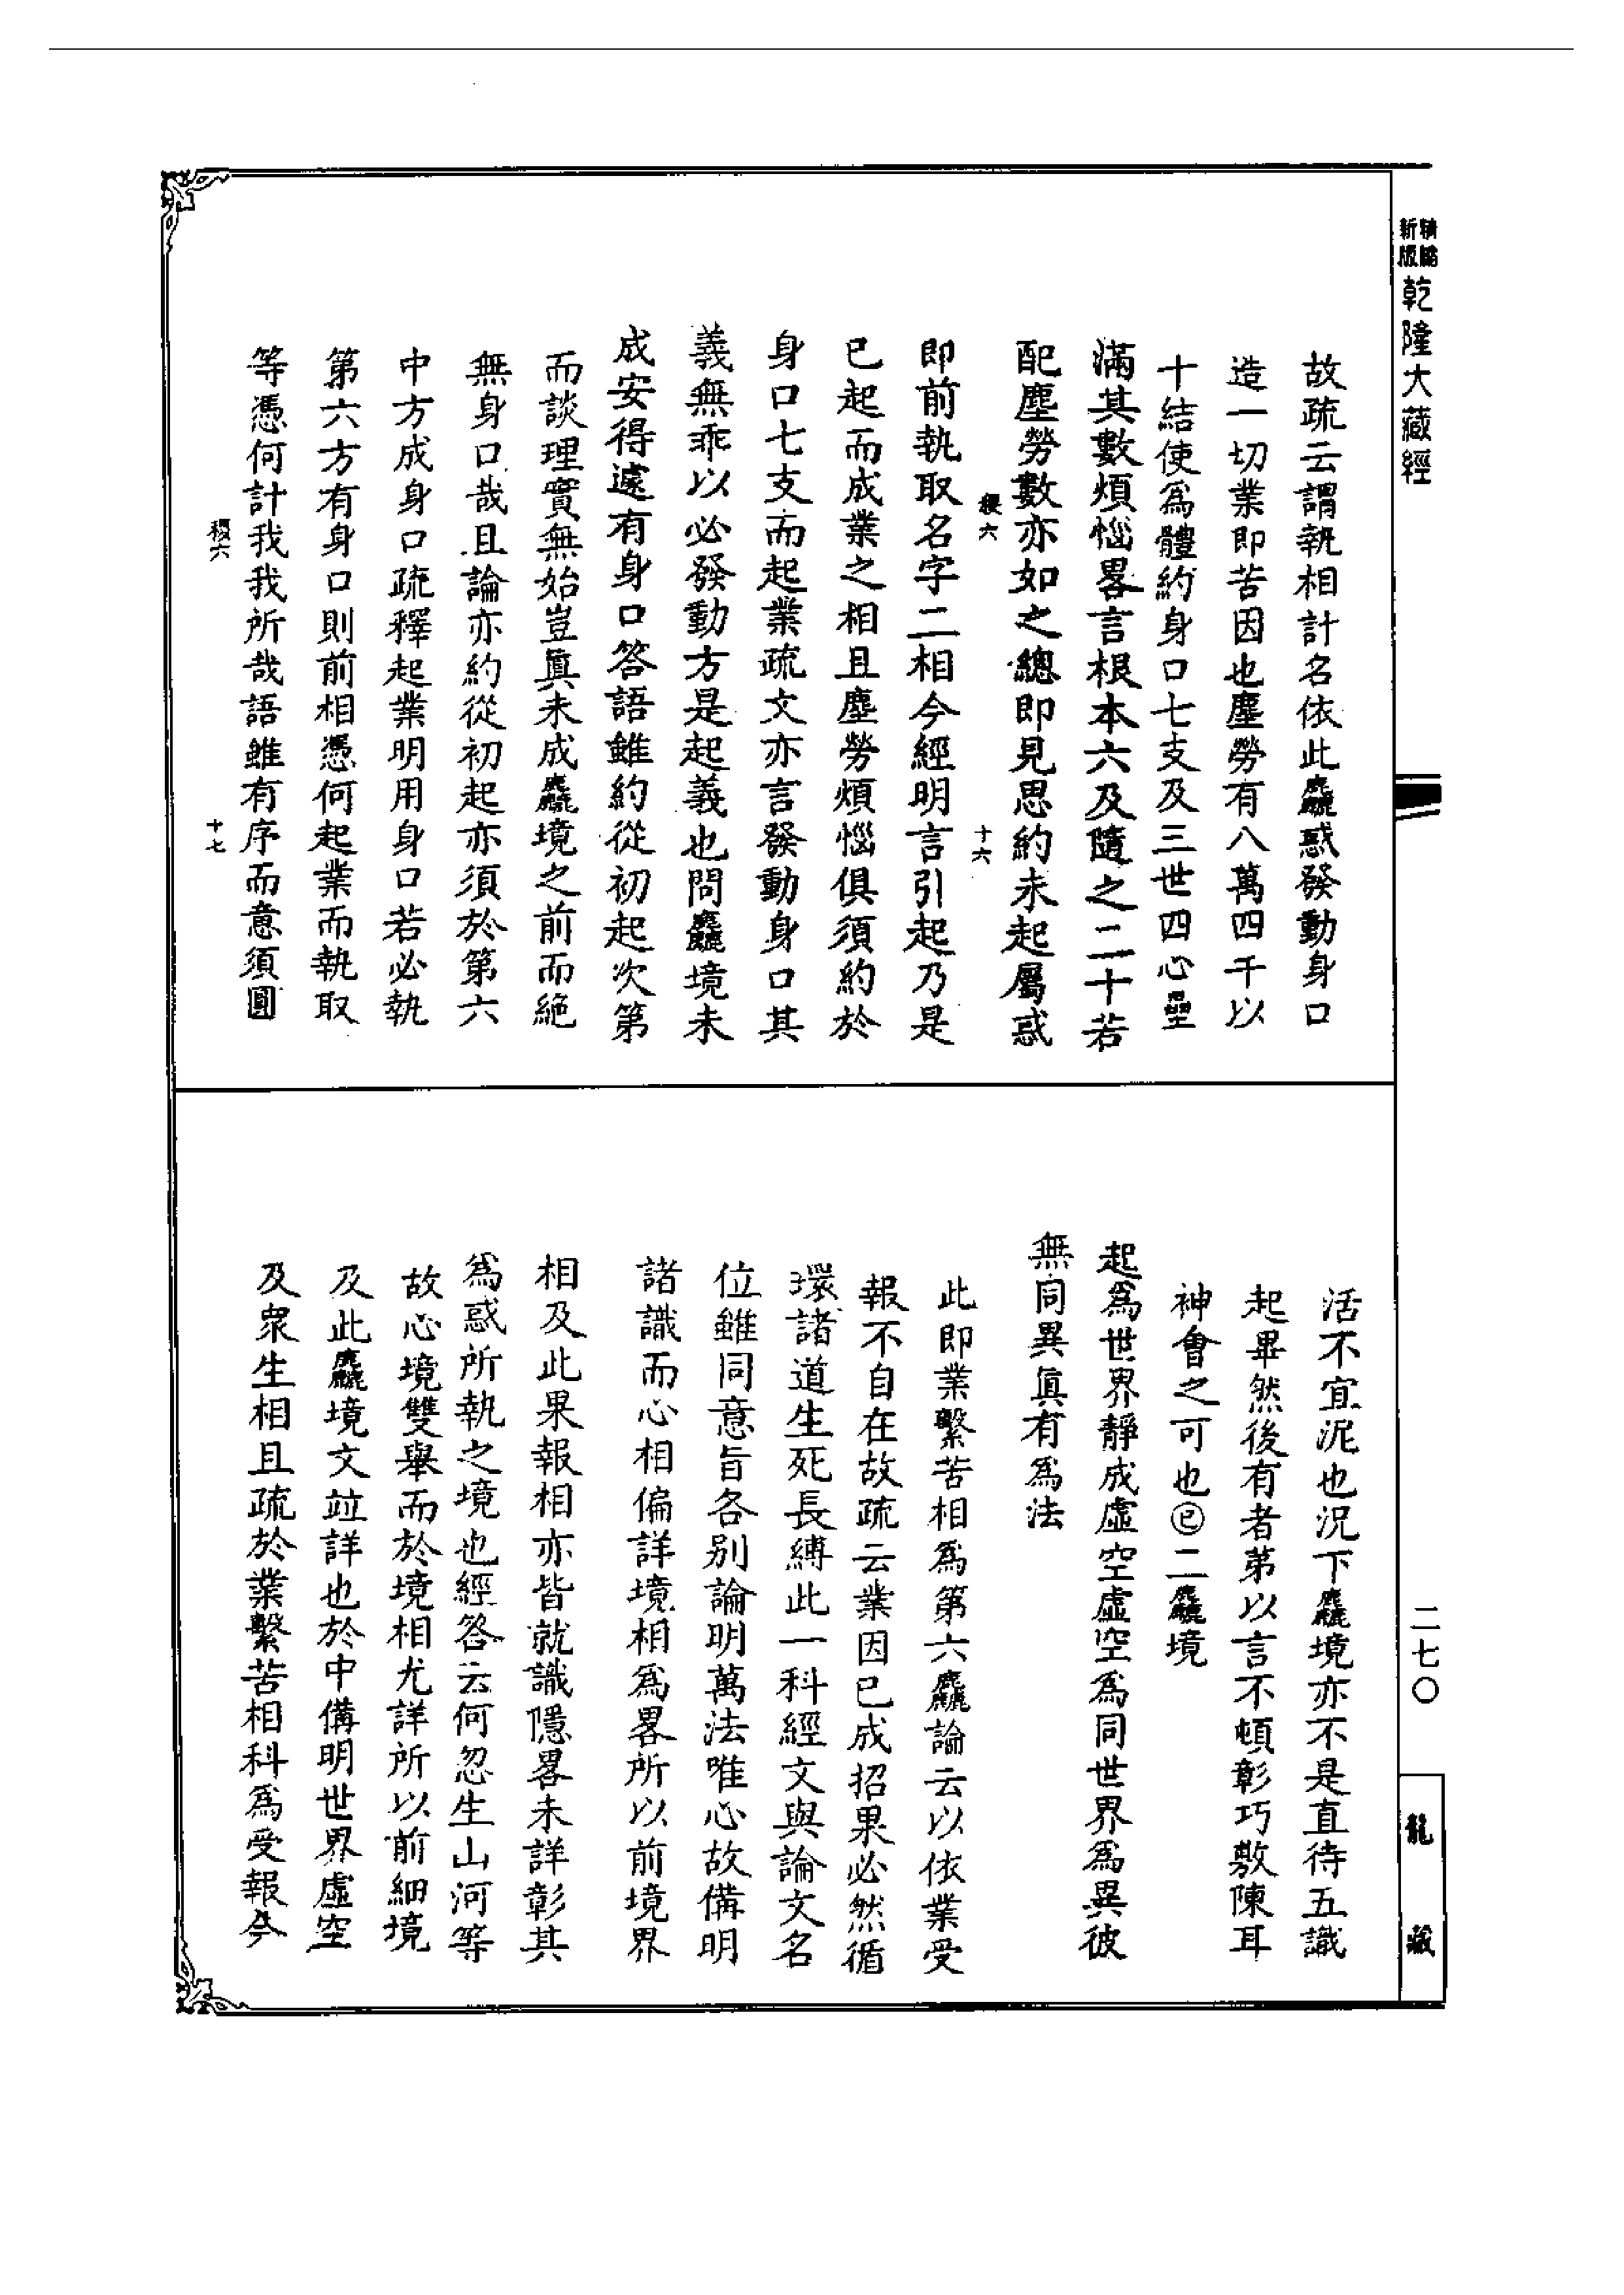 精縮
新版
乾隆大藏經
故疏云謂執相計名依此麤惑發動身口
造一切業即苦因也塵勞有八萬四千以
十結使為體約身口七支及三世四心壘
滿其數煩惱畧言根本六及隨之二十若
配塵勞數亦如之總即見思約未起屬惑
六
十六
即前執取名字二相今經明言引起乃是
已起而成業之相且塵勞煩惱俱須約於
身口七支而起業疏文亦言發動身口其
義無乖以必發動方是起義也問麤境未
成安得遽有身口答語雖約從初起次第
而談理實無始豈眞未成麤境之前而絕
無身口哉且論亦約從初起亦須於第六
中方成身口疏釋起業明用身口若必執
第六方有身口則前相憑何起業而執取
等憑何計我我所哉語雖有序而意須圓
六
十七
活不宜泥也況下麤境亦不是直待五識
起畢然後有者苐以言不頓彰巧敷陳耳
神會之可也㊁二麤境
起為世界靜成虛空虛空為同世界為異彼
無同異眞有為法
此即業繫苦相為第六麤論云以依業受
報不自在故疏云業因已成招果必然循
環諸道生死長縛此一科經文與論文名
位雖同意旨各别論明萬法唯心故備明
諸識而心相偏詳境相為畧所以前境界
相及此果報相亦皆就識隱畧未詳彰其
為惑所執之境也經答云何忽生山河等
故心境雙舉而於境相尤詳所以前細境
及此麤境文竝詳也於中備明世界虛空
及衆生相且疏於業繫苦相科為受報今
二七〇
龍
藏